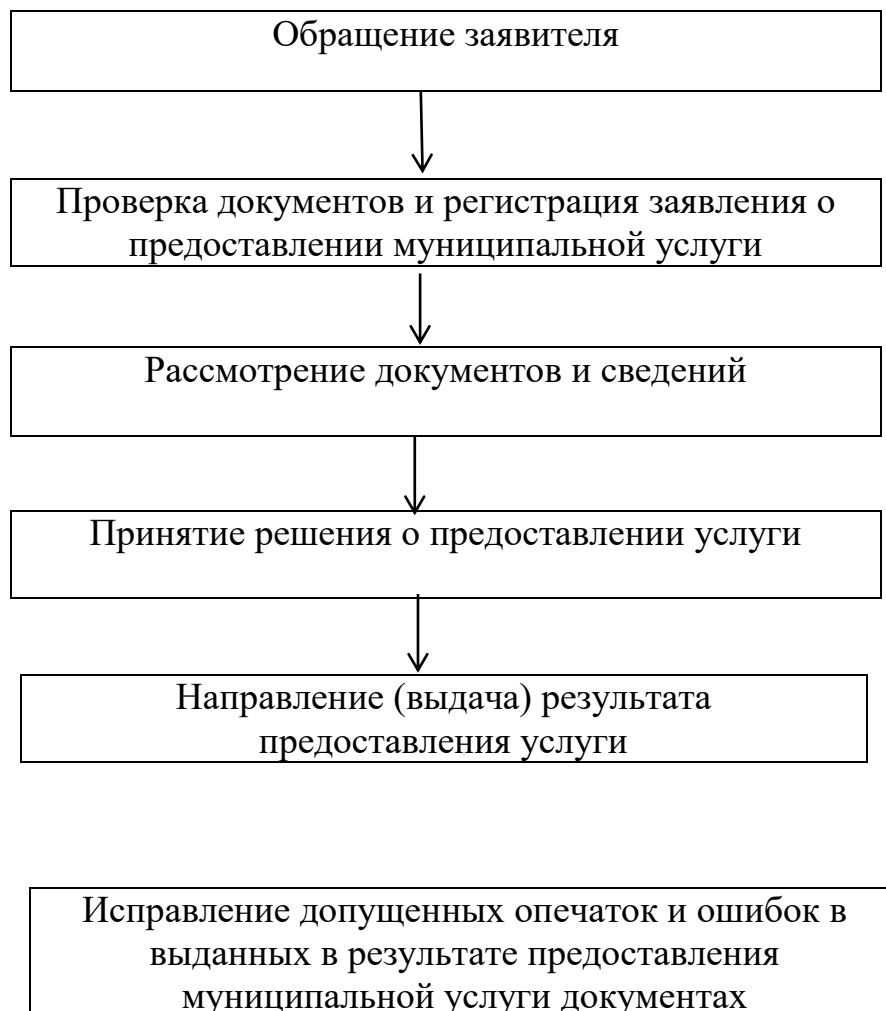 Обращение заявителя
Проверка документов и регистрация заявления о
предоставлении муниципальной услуги
Рассмотрение документов и сведений
Принятие решения о предоставлении услуги
Направление (выдача) результата
предоставления услуги
Исправление допущенных опечаток и ошибок в
выданных в результате предоставления
муниципальной услуги документах